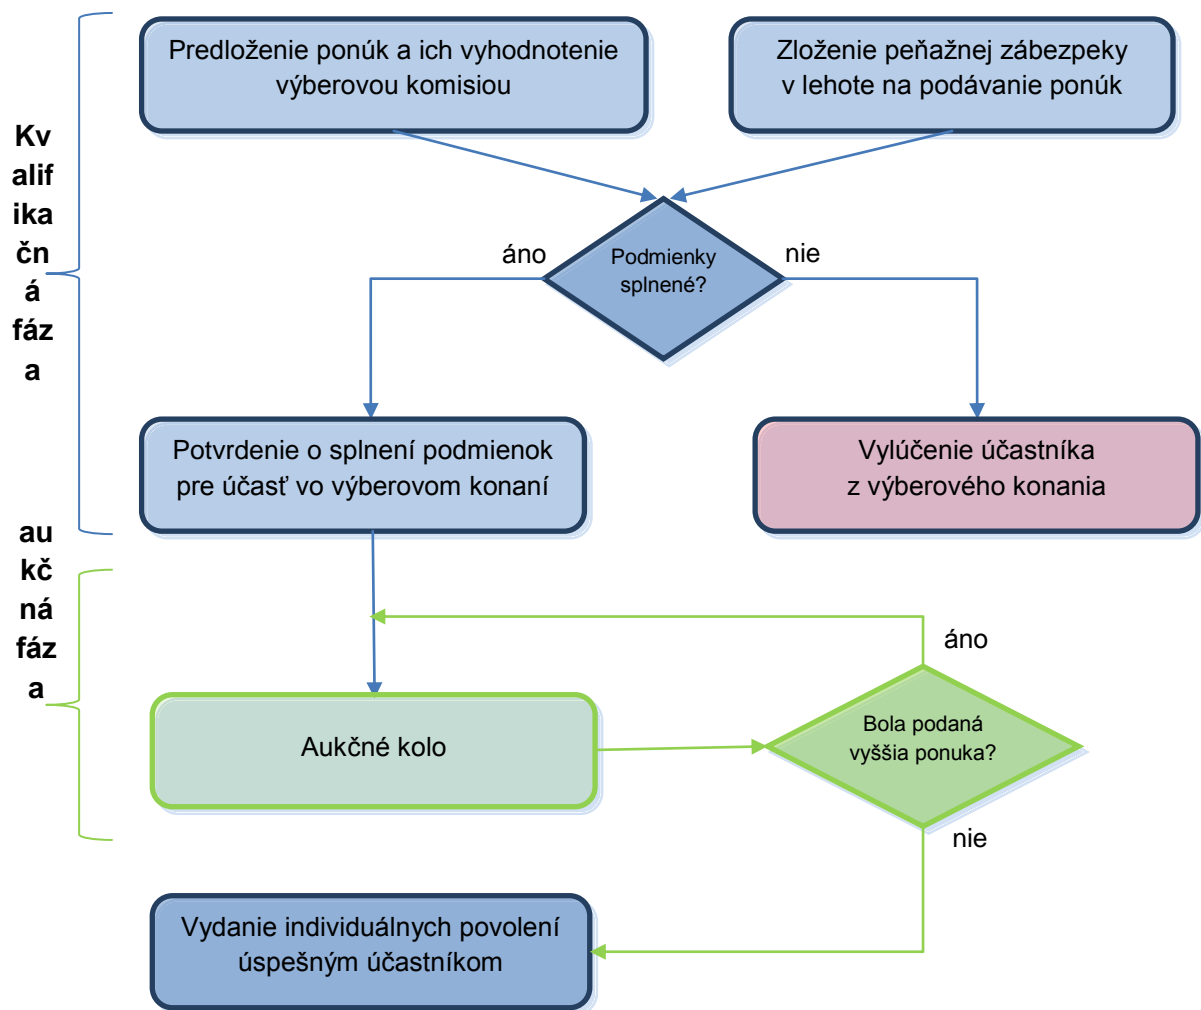 Predloženie ponúk a ich vyhodnotenie
výberovou komisiou
Zloženie peňažnej zábezpeky
v lehote na podávanie ponúk
Kv
alif
ika
čn
á
fáz
a
áno
Podmienky
splnené?
nie
Potvrdenie o splnení podmienok
pre účasť vo výberovom konaní
Vylúčenie účastníka
z výberového konania
au
kč
ná
fáz
a
áno
Aukčné kolo
Bola podaná
vyššia ponuka?
nie
Vydanie individuálnych povolení
úspešným účastníkom